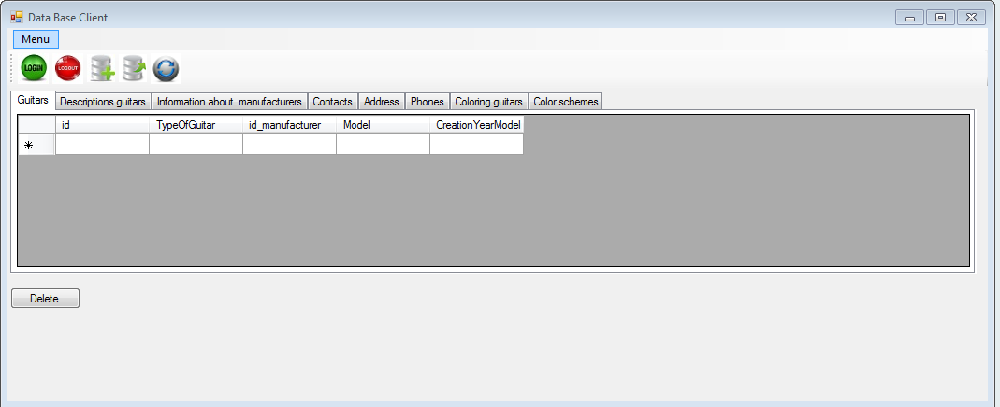 Data Base Client
Menu
LOGIN LOGOUT
Guitars Descriptions guitars Information about manufacturers Contacts Address Phones Coloring guitars Color schemes
id TypeOfGuitar id_manufacturer Model CreationYearModel
Delete